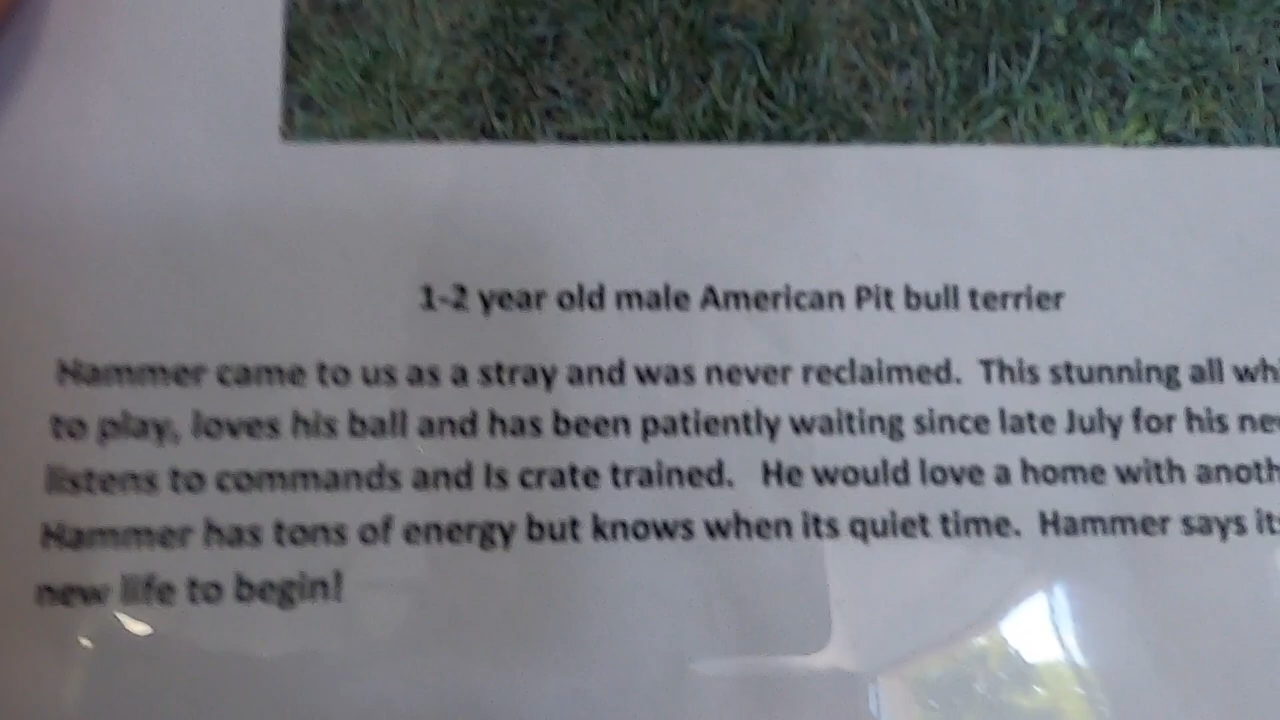 1-2 year old male American Pit bull terrier
Hammer came to us as a stray and was never reclaimed. This stunning all
to play, loves his ball and has been patiently waiting since late July for his
listens to commands and Is crate trained. He would love a home with
Hammer has tons of energy but knows when its quiet time. Hammer says its
new life to begin!